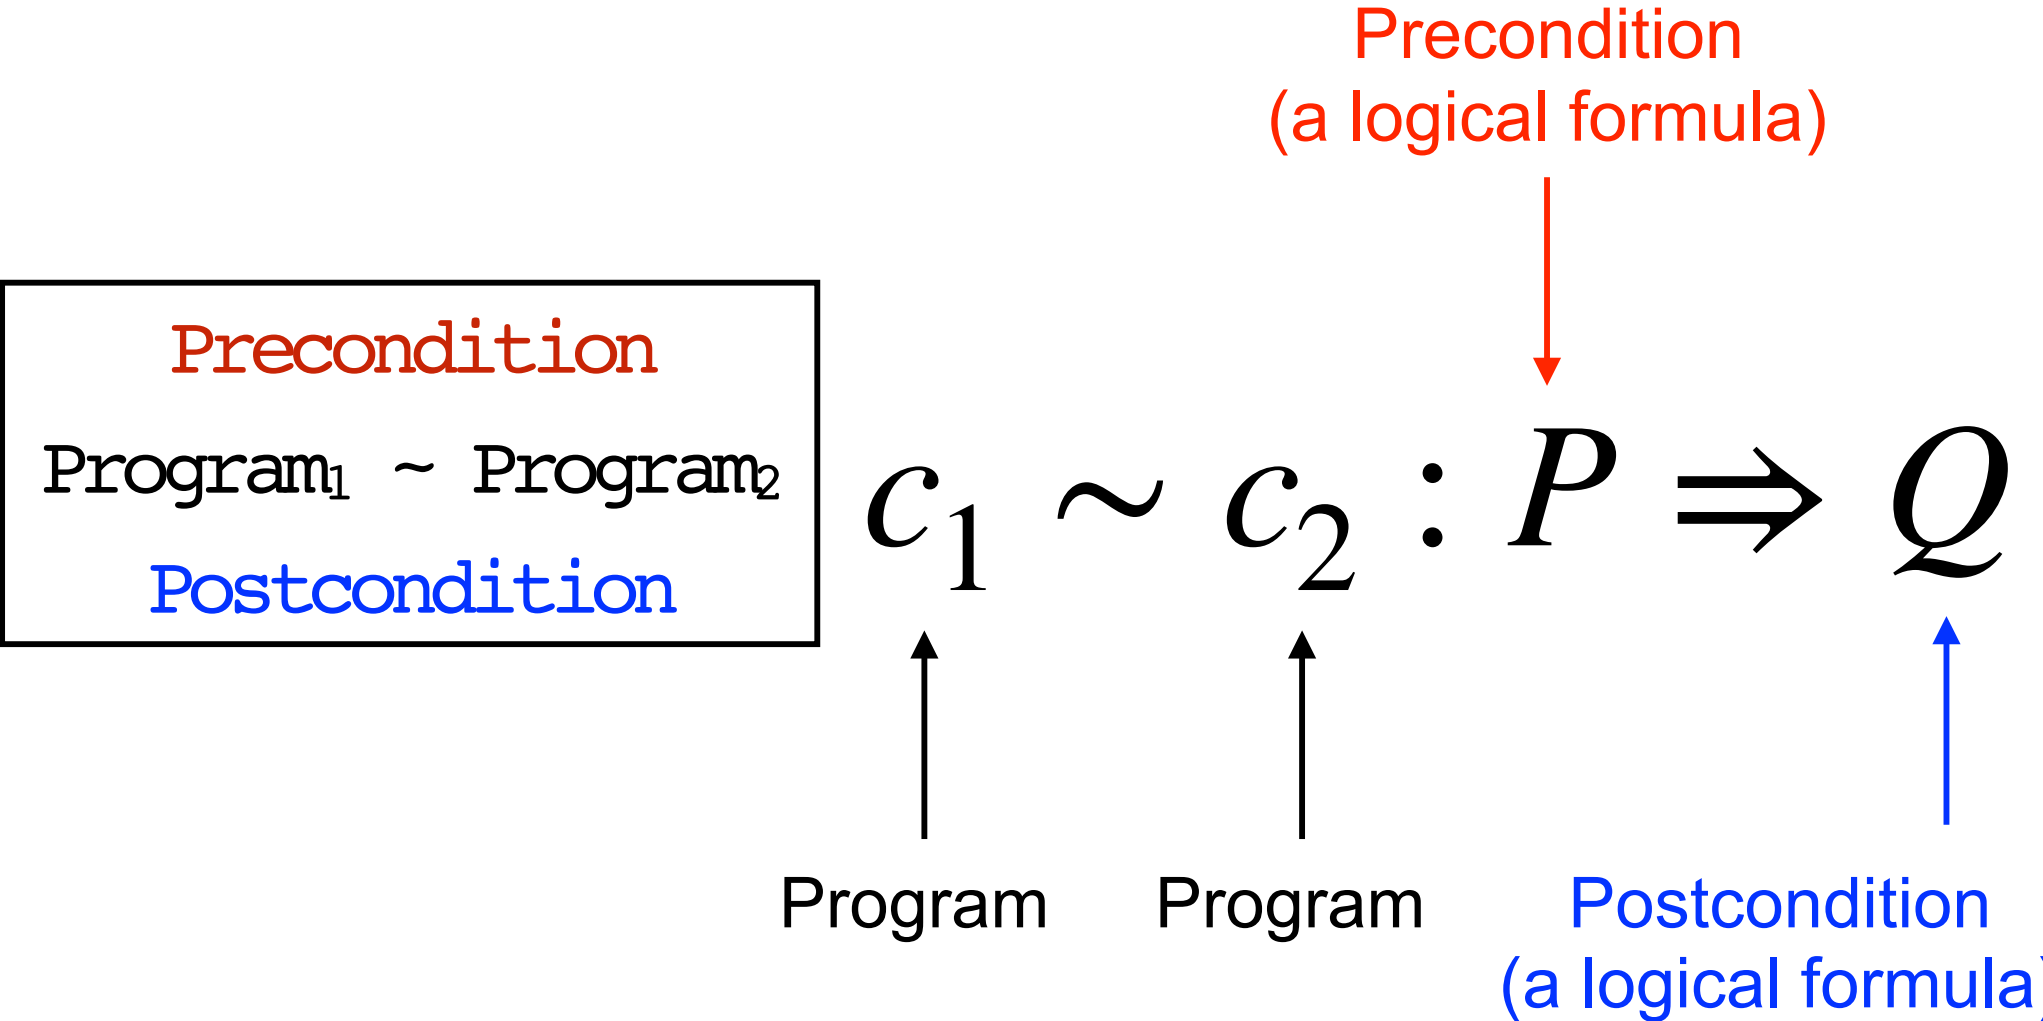 Precondition
(a logical formula)
Precondition
Program₁ ~ Program₂
Postcondition
c₁ ∼ c₂ : P ⇒ Q
Program Program Postcondition
(a logical formula)